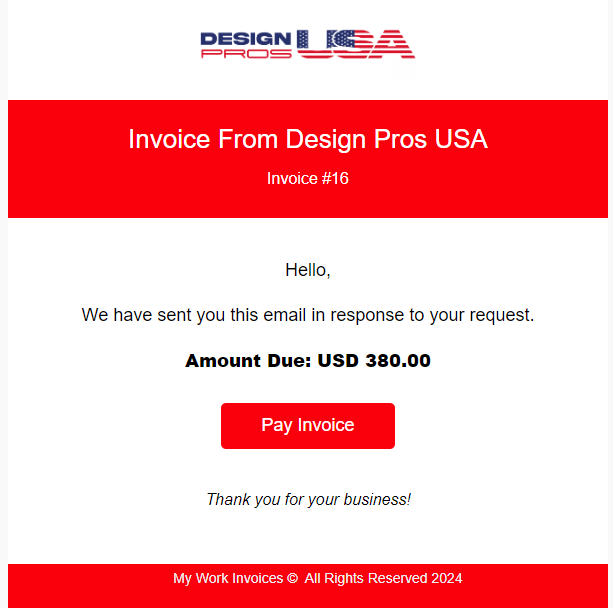 DESIGN PROS USA
Invoice From Design Pros USA
Invoice #16
Hello,
We have sent you this email in response to your request.
Amount Due: USD 380.00
Pay Invoice
Thank you for your business!
My Work Invoices © All Rights Reserved 2024